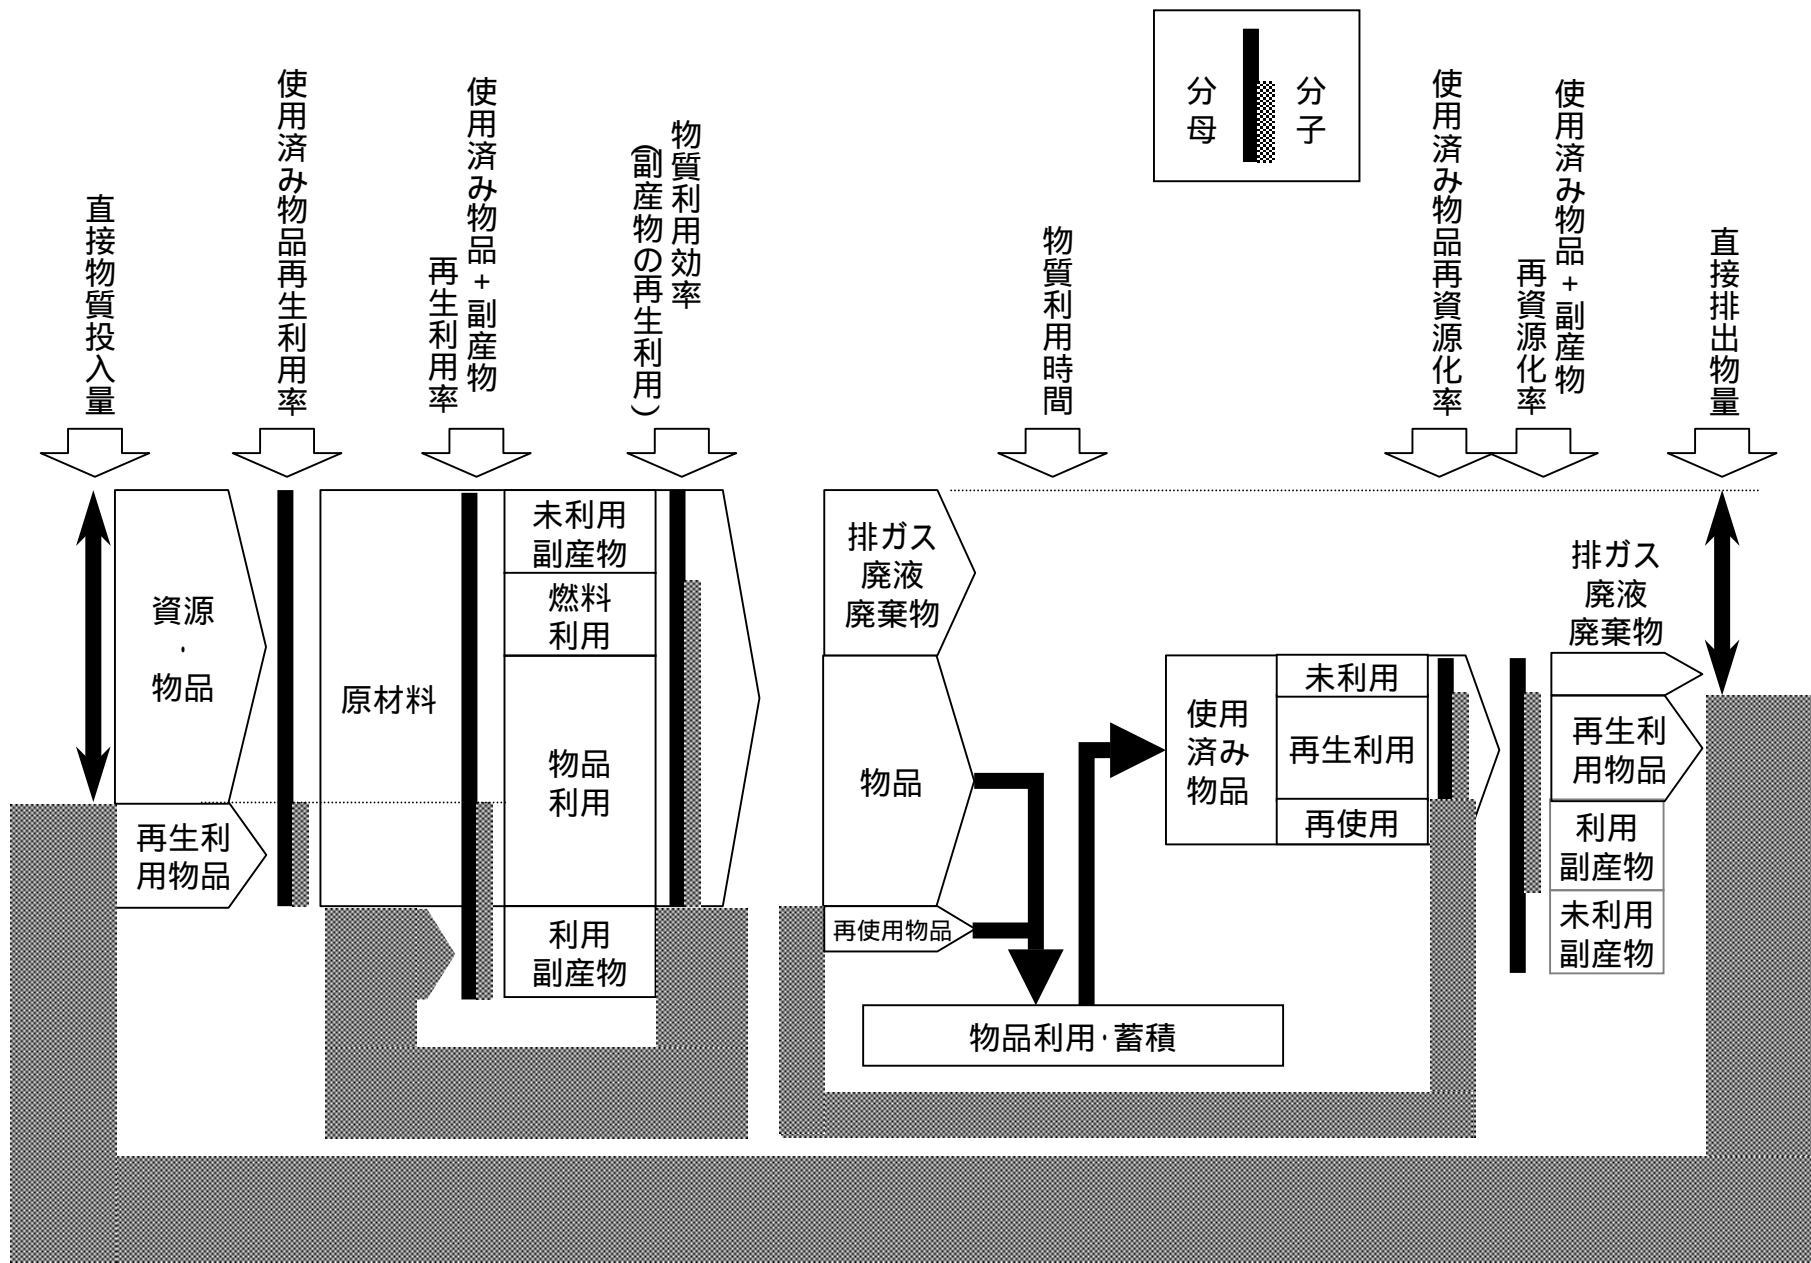 直接物質投入量
使用済み物品再生利用率
使用済み物品+副産物
再生利用率
物質利用効率
(副産物の再生利用)
物質利用時間
分母
分子
使用済み物品再資源化率
使用済み物品+副産物
再資源化率
直接排出物量
資源
・
物品
再生利
用物品
原材料
未利用
副産物
燃料
利用
物品
利用
利用
副産物
排ガス
廃液
廃棄物
物品
再使用物品
物品利用・蓄積
使用
済み
物品
未利用
再生利用
再使用
排ガス
廃液
廃棄物
再生利
用物品
利用
副産物
未利用
副産物